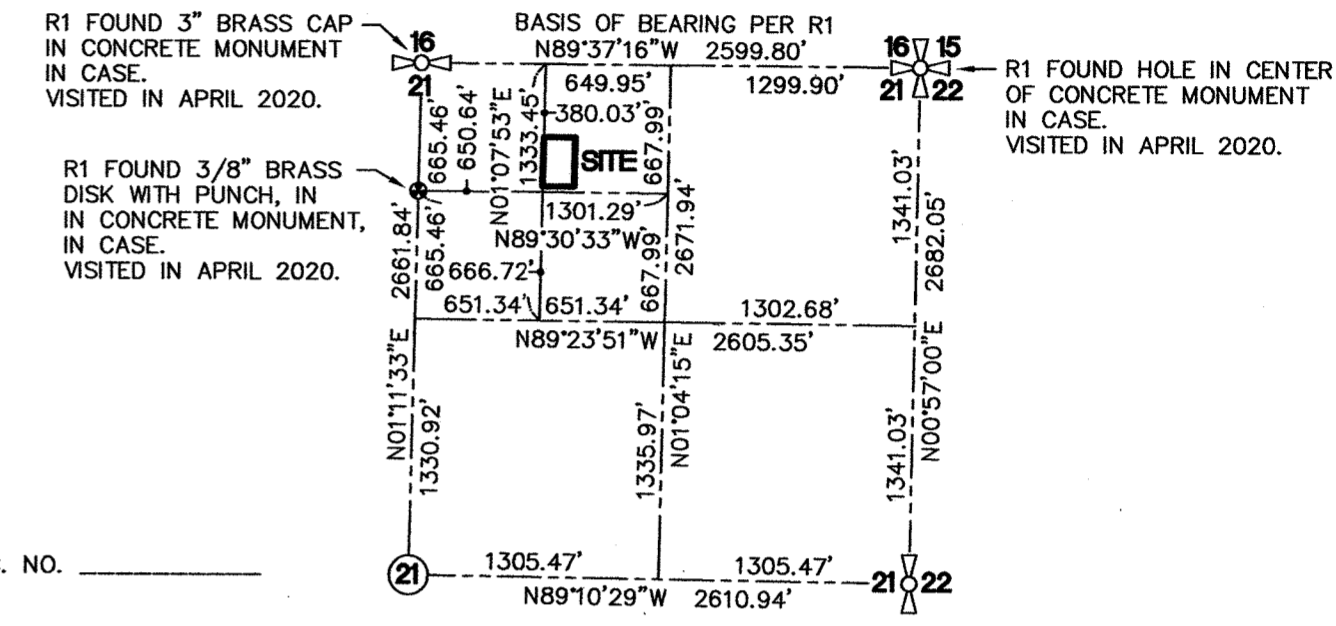 R1 FOUND 3" BRASS CAP
IN CONCRETE MONUMENT
IN CASE.
VISITED IN APRIL 2020.
BASIS OF BEARING PER R1
16
N89°37'16"W 2599.80'
16 15
21
649.95'
1299.90'
21 22
R1 FOUND HOLE IN CENTER
OF CONCRETE MONUMENT
IN CASE.
VISITED IN APRIL 2020.
665.46'
650.64'
N01°07'53"E
1333.45'
380.03'
SITE
667.99'
1341.03'
R1 FOUND 3/8" BRASS
DISK WITH PUNCH, IN
IN CONCRETE MONUMENT,
IN CASE.
VISITED IN APRIL 2020.
2661.84'
665.46'
1301.29'
N89°30'33"W
666.72'
667.99'
2671.94'
2682.05'
651.34'
651.34'
1302.68'
N89°23'51"W
2605.35'
N01°11'33"E
1330.92'
1335.97'
N01°04'15"E
1341.03'
N00°57'00"E
. NO.
21
1305.47'
1305.47'
21 22
N89°10'29"W 2610.94'